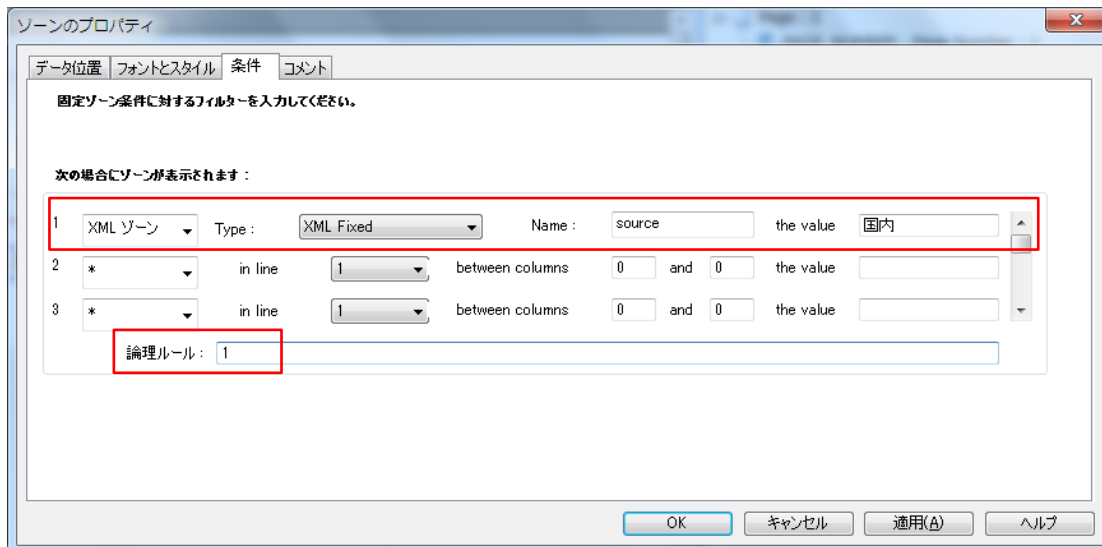 ゾーンのプロパティ
データ位置 フォントとスタイル 条件 コメント
固定ゾーン条件に対するフィルターを入力してください。
次の場合にゾーンが表示されます：
1 XML ゾーン Type : XML Fixed Name : source the value 国内
2 * in line 1 between columns 0 and 0 the value
3 * in line 1 between columns 0 and 0 the value
論理ルール： 1
OK キャンセル 適用(A) ヘルプ